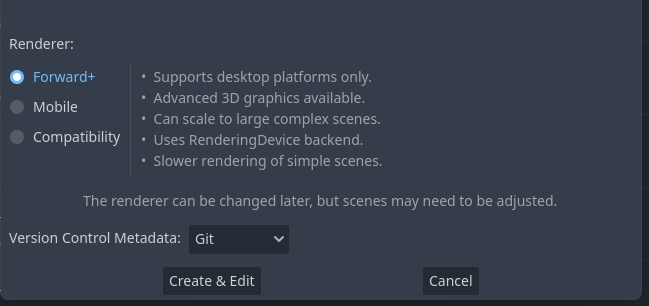 Renderer:
Forward+
Mobile
Compatibility
• Supports desktop platforms only.
• Advanced 3D graphics available.
• Can scale to large complex scenes.
• Uses RenderingDevice backend.
• Slower rendering of simple scenes.
The renderer can be changed later, but scenes may need to be adjusted.
Version Control Metadata: Git
Create & Edit Cancel